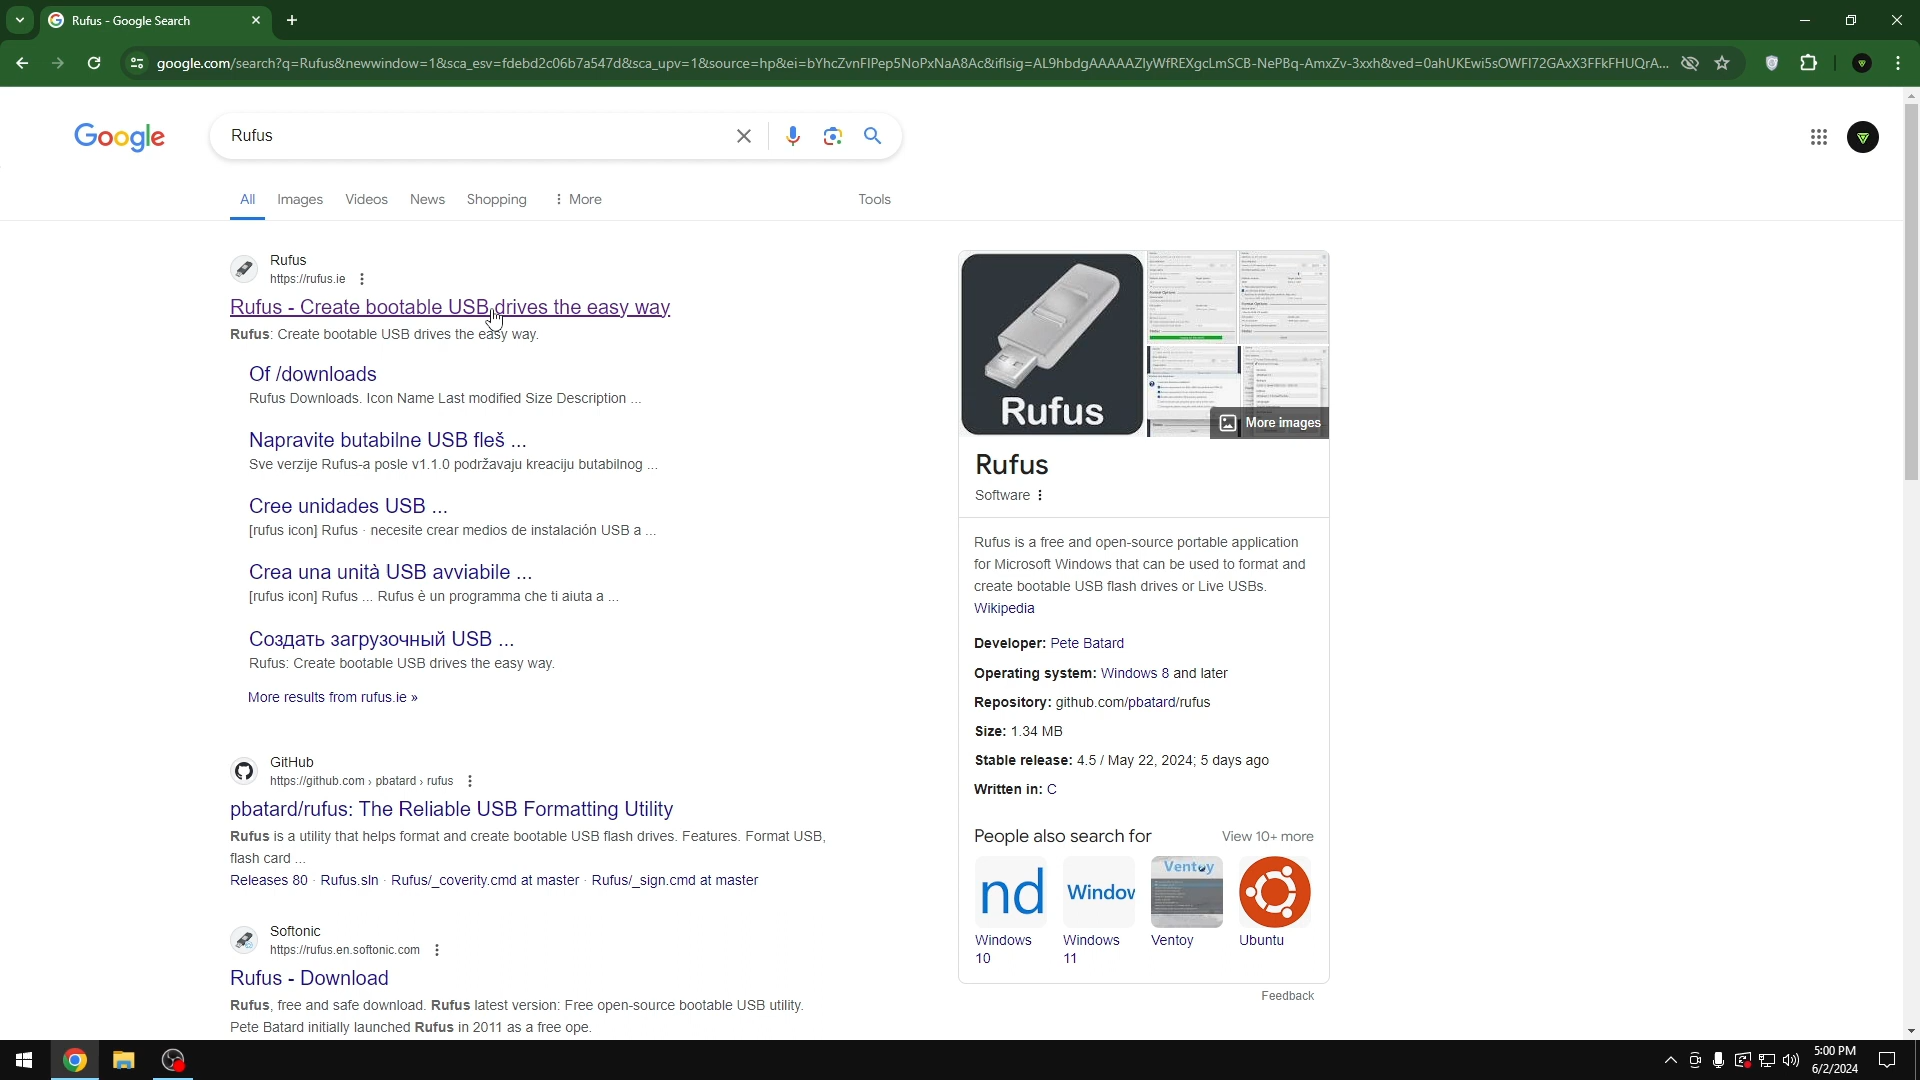 Rufus - Google Search
google.com/search?q=Rufus&newwindow=1&sca_esv=fdebd2c06b7a547d&sca_upv=1&source=hp&ei=bYhcZvnFIPep5NoPxNaA8Ac&iflsig=AL9hbdgAAAAAZlyWfREXgcLmSCB-NePBq-AmxZv-3xxh&ved=0ahUKEwi5sOWFl72GAxX3FFkFHUQrA...
Google
Rufus
All Images Videos News Shopping More Tools
Rufus
https://rufus.ie
Rufus - Create bootable USB drives the easy way
Rufus: Create bootable USB drives the easy way.
Of /downloads
Rufus Downloads. Icon Name Last modified Size Description ...
Napravite butabilne USB fleš ...
Sve verzije Rufus-a posle v1.1.0 podržavaju kreaciju butabilnog ...
Cree unidades USB ...
[rufus icon] Rufus · necesite crear medios de instalación USB a ...
Crea una unità USB avviabile ...
[rufus icon] Rufus ... Rufus è un programma che ti aiuta a ...
Создать загрузочный USB ...
Rufus: Create bootable USB drives the easy way.
More results from rufus.ie »
GitHub
https://github.com › pbatard › rufus
pbatard/rufus: The Reliable USB Formatting Utility
Rufus is a utility that helps format and create bootable USB flash drives. Features. Format USB,
flash card ...
Releases 80 · Rufus.sln · Rufus/_coverity.cmd at master · Rufus/_sign.cmd at master
Softonic
https://rufus.en.softonic.com
Rufus - Download
Rufus, free and safe download. Rufus latest version: Free open-source bootable USB utility.
Pete Batard initially launched Rufus in 2011 as a free ope.
Rufus
More images
Rufus
Software
Rufus is a free and open-source portable application
for Microsoft Windows that can be used to format and
create bootable USB flash drives or Live USBs.
Wikipedia
Developer: Pete Batard
Operating system: Windows 8 and later
Repository: github.com/pbatard/rufus
Size: 1.34 MB
Stable release: 4.5 / May 22, 2024; 5 days ago
Written in: C
People also search for
View 10+ more
nd
Window
Ventoy
Windows
10
Windows
11
Ventoy
Ubuntu
Feedback
5:00 PM
6/2/2024